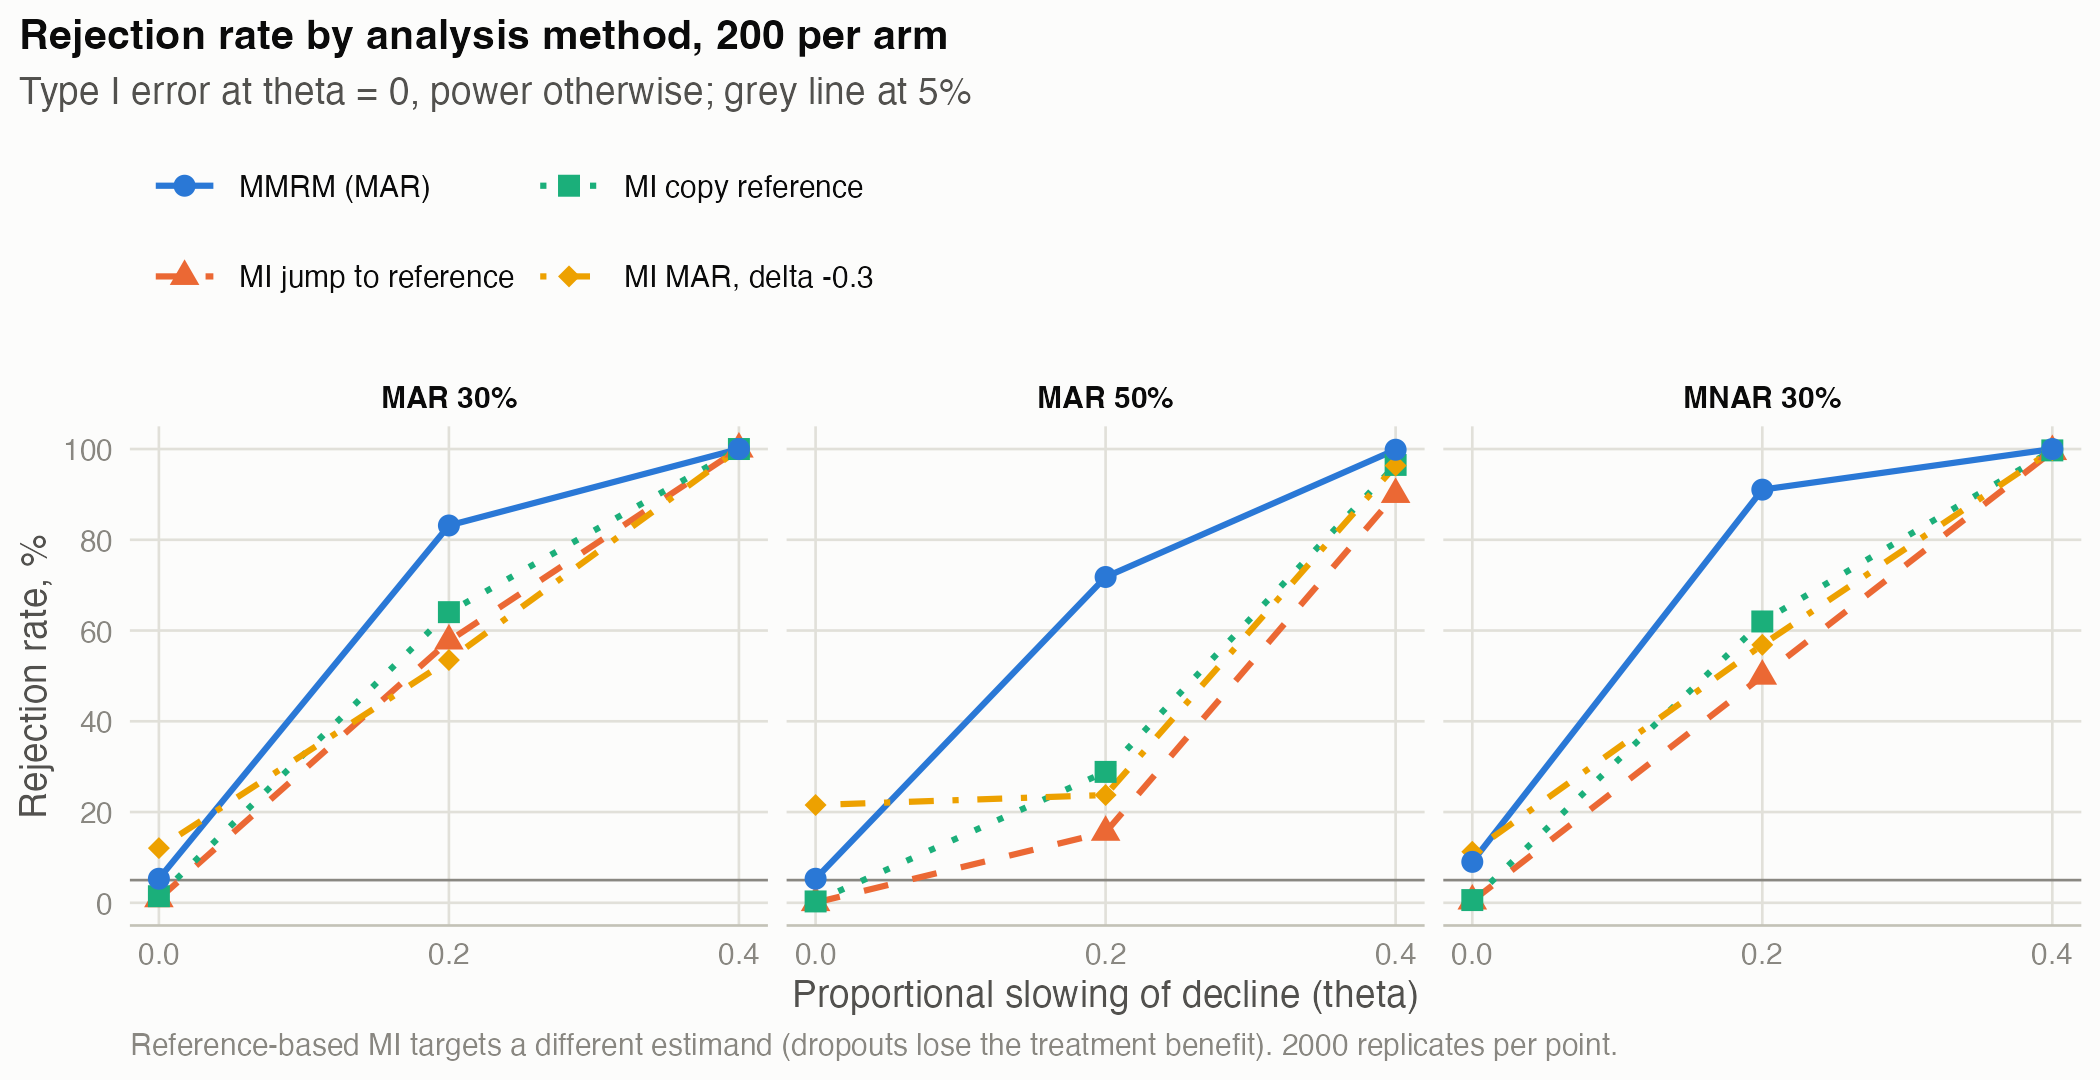 Rejection rate by analysis method, 200 per arm
Type I error at theta = 0, power otherwise; grey line at 5%
MMRM (MAR)
MI copy reference
MI jump to reference
MI MAR, delta -0.3
MAR 30%
MAR 50%
MNAR 30%
Rejection rate, %
100
80
60
40
20
0
0.0 0.2 0.4
0.0 0.2 0.4
0.0 0.2 0.4
Proportional slowing of decline (theta)
Reference-based MI targets a different estimand (dropouts lose the treatment benefit). 2000 replicates per point.